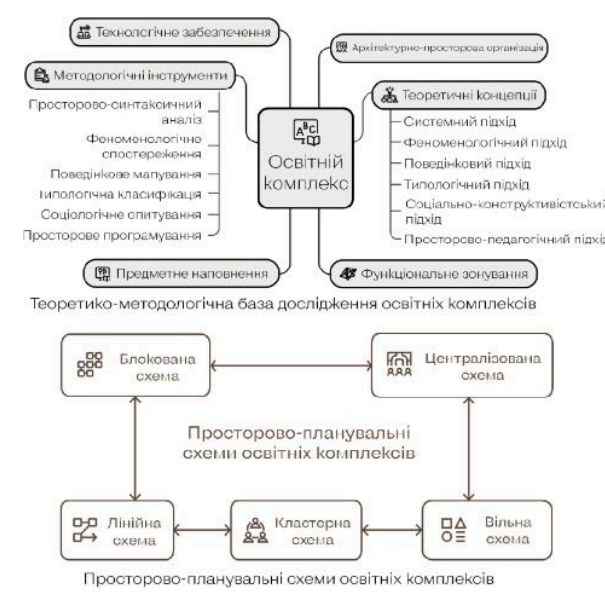 Технологічне забезпечення
Архітектурно-просторова організація
Методологічні інструменти
Просторово-синтаксичний
аналіз
Феноменологічне
спостереження
Поведінкове мапування
Типологічна класифікація
Соціологічне опитування
Просторове програмування
Освітній
комплекс
Теоретичні концепції
Системний підхід
Феноменологічний підхід
Поведінковий підхід
Типологічний підхід
Соціально-конструктивістський
підхід
Просторово-педагогічний підхід
Предметне наповнення
Функціональне зонування
Теоретико-методологічна база дослідження освітніх комплексів
Блокована
схема
Централізована
схема
Просторово-планувальні
схеми освітніх комплексів
Лінійна
схема
Кластерна
схема
Вільна
схема
Просторово-планувальні схеми освітніх комплексів